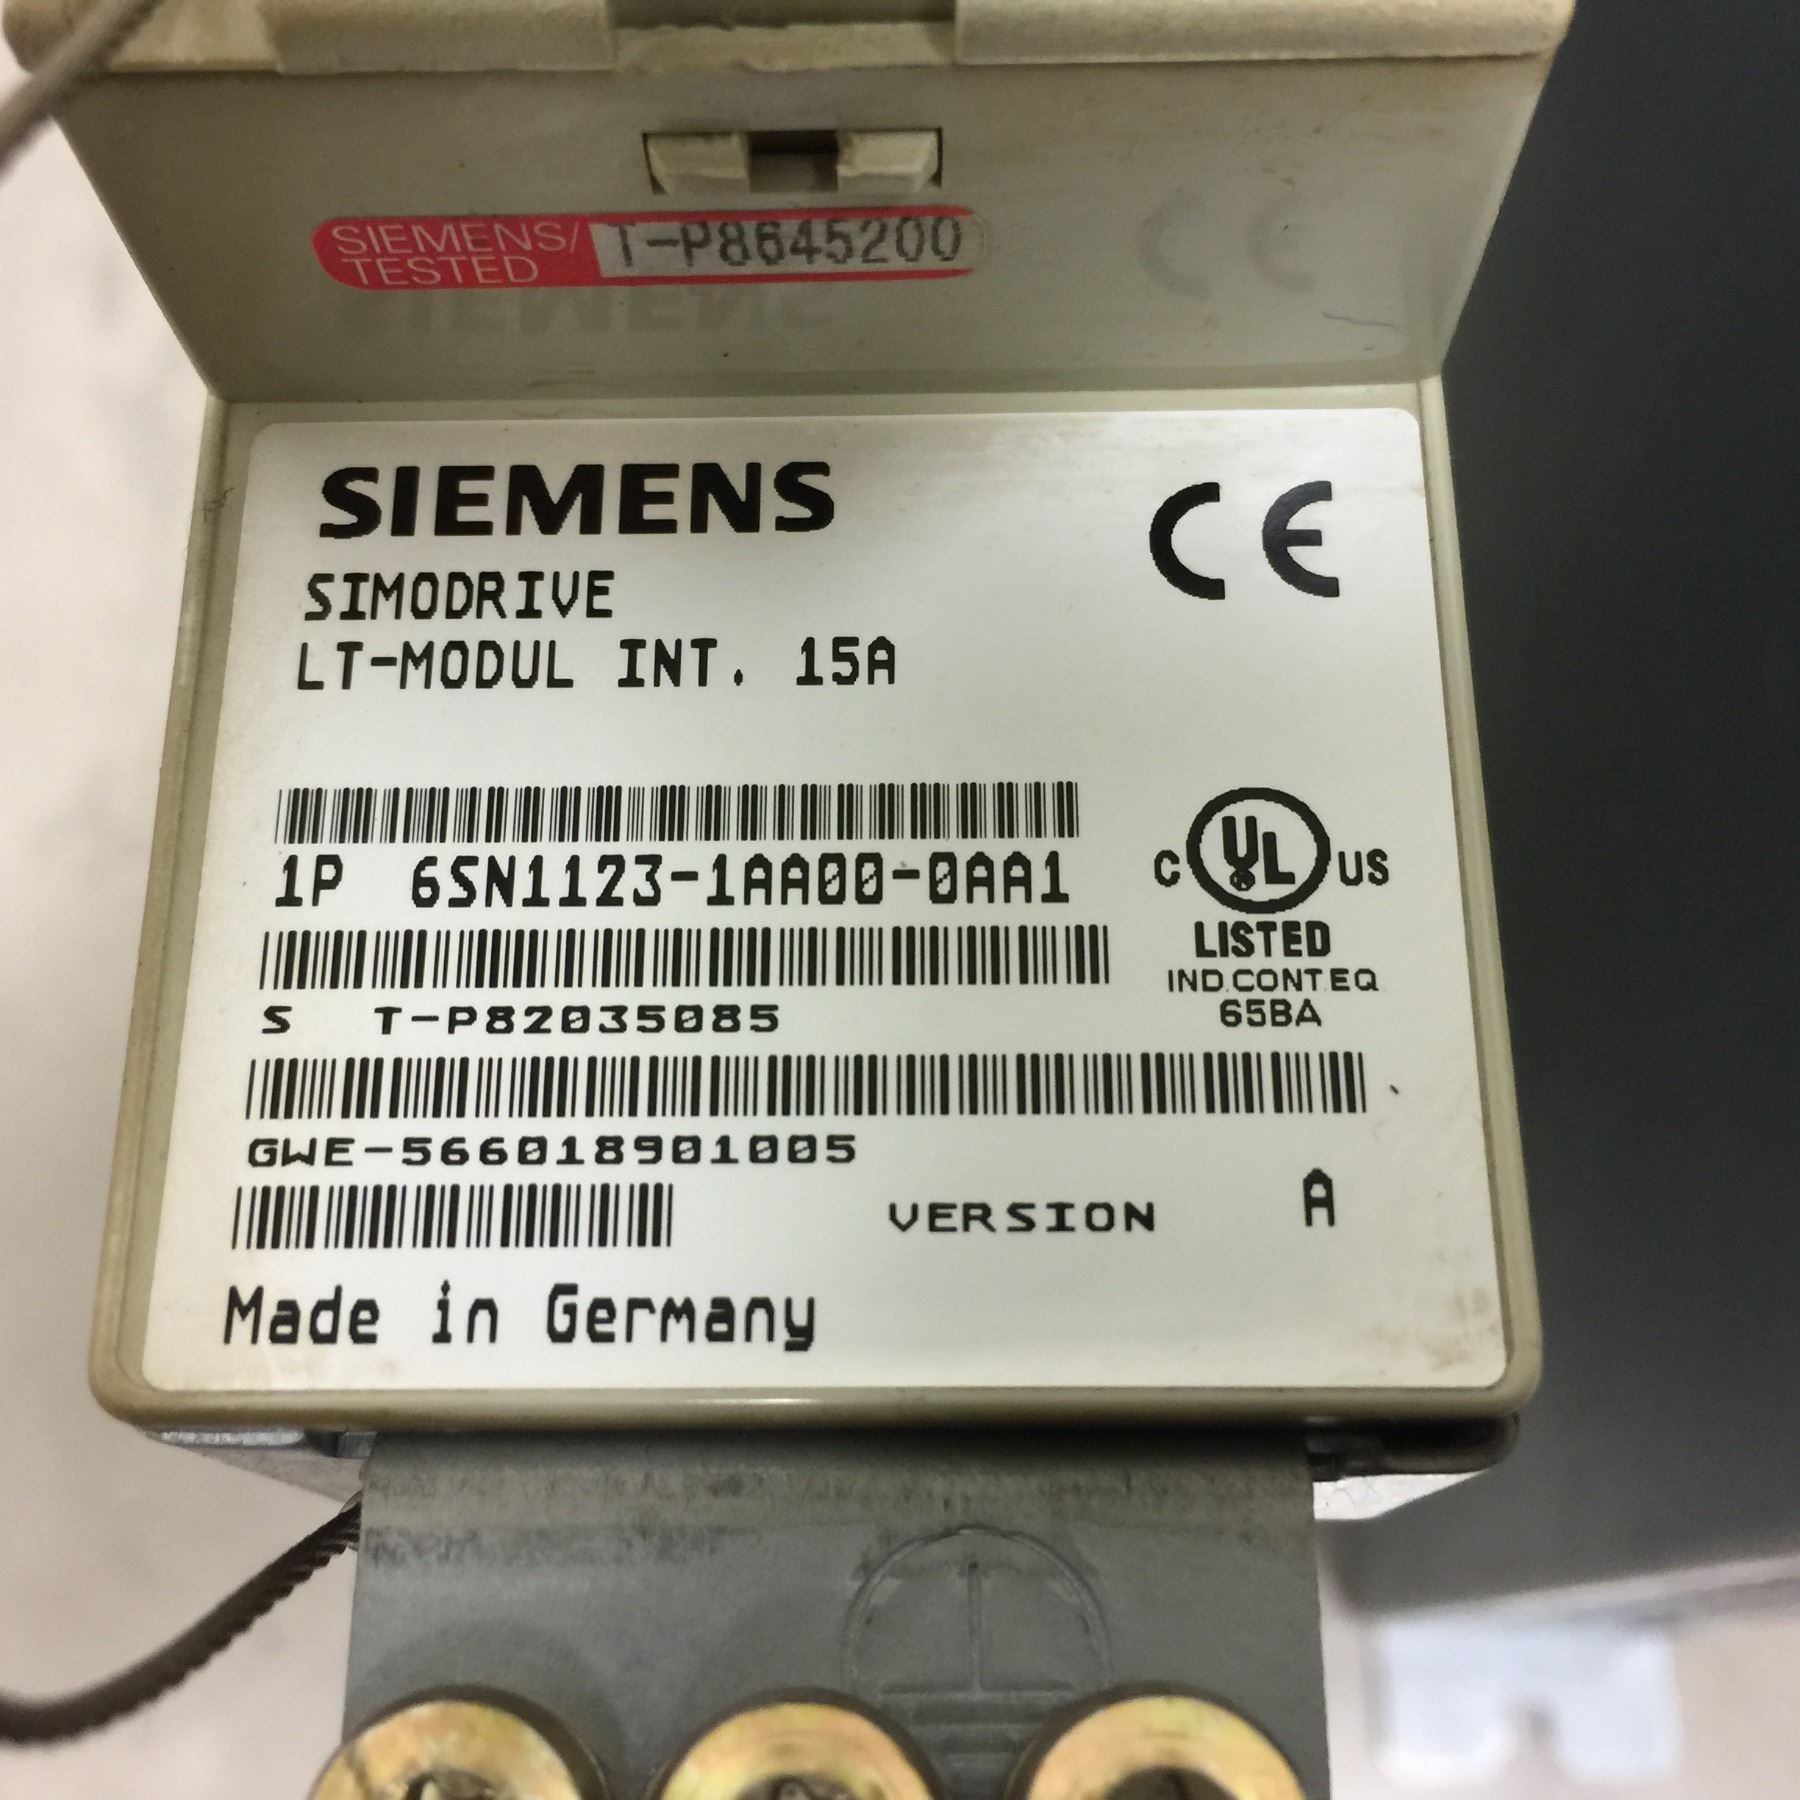 SIEMENS/ T-P8645200
TESTED
SIEMENS CE
SIMODRIVE
LT-MODUL INT. 15A
1P 6SN1123-1AA00-0AA1
C UL US
LISTED
IND.CONT.EQ
65BA
S T-P82035085
GWE-566018901005
VERSION A
Made in Germany